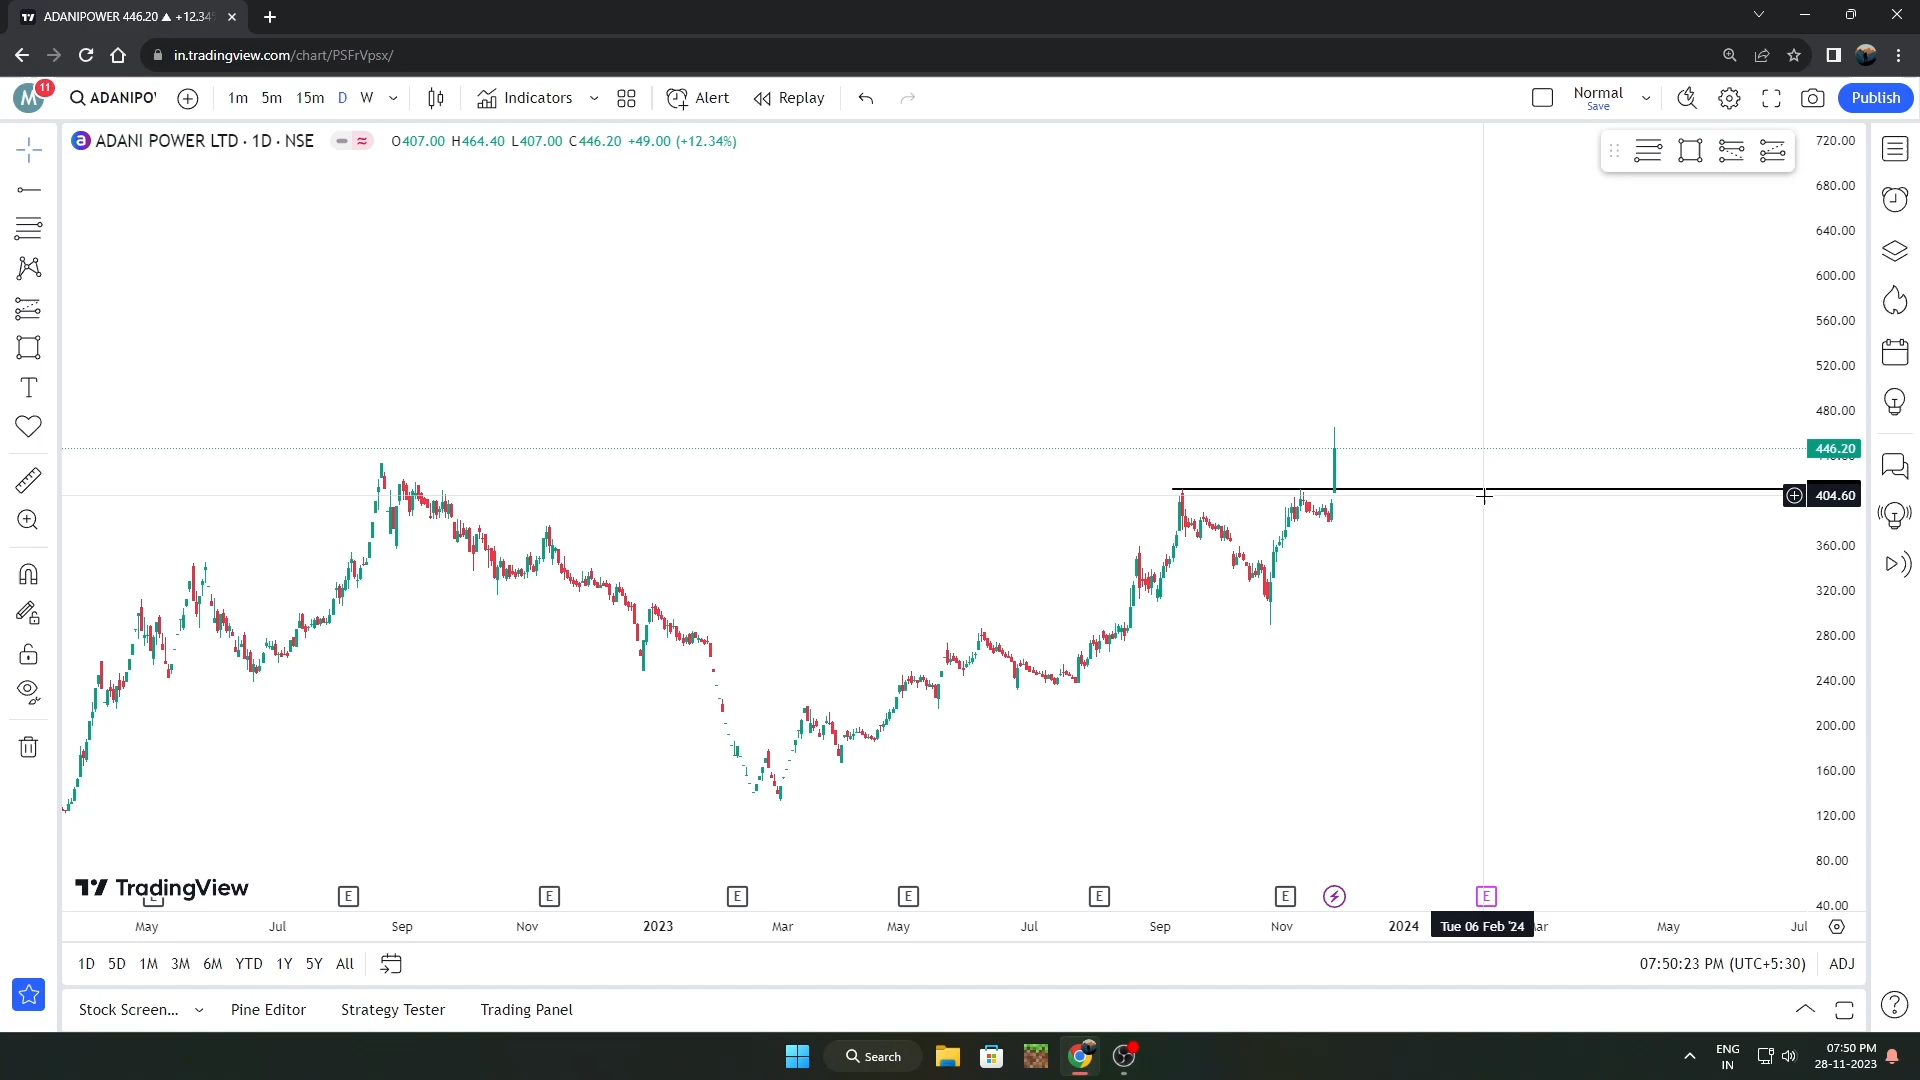 ADANIPOWER 446.20 ▲ +12.34%
in.tradingview.com/chart/PSFrVpsx/
M 11 ADANIPO 1m 5m 15m D W Indicators Alert Replay Normal Save Publish
ADANI POWER LTD · 1D · NSE O407.00 H464.40 L407.00 C446.20 +49.00 (+12.34%)
720.00
680.00
640.00
600.00
560.00
520.00
480.00
446.20
404.60
360.00
320.00
280.00
240.00
200.00
160.00
120.00
80.00
40.00
TradingView
E E E E E E E E
May Jul Sep Nov 2023 Mar May Jul Sep Nov 2024 Tue 06 Feb '24 May Jul
1D 5D 1M 3M 6M YTD 1Y 5Y All 07:50:23 PM (UTC+5:30) ADJ
Stock Screen... Pine Editor Strategy Tester Trading Panel
Search ENG IN 07:50 PM 28-11-2023